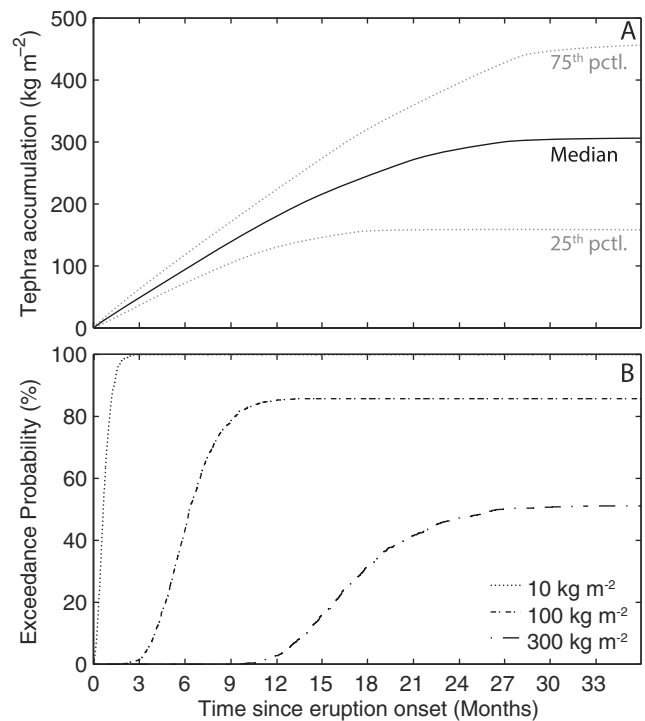 A
500
400
300
200
100
0
Tephra accumulation (kg m⁻²)
75th pctl.
Median
25th pctl.
B
100
80
60
40
20
0
Exceedance Probability (%)
10 kg m⁻²
100 kg m⁻²
300 kg m⁻²
0 3 6 9 12 15 18 21 24 27 30 33
Time since eruption onset (Months)